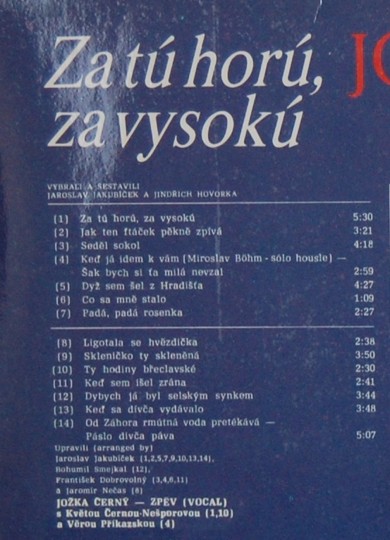 Za tú horú, JO
za vysokú
VYBRALI A SESTAVILI
JAROSLAV JAKUBÍČEK A JINDŘICH HOVORKA
(1) Za tú horú, za vysokú 5:30
(2) Jak ten ftáček pěkně zpívá 3:21
(3) Seděl sokol 4:18
(4) Keď já idem k vám (Miroslav Böhm - sólo housle) —
Šak bych si ťa milá nevzal 2:59
(5) Dyž sem šel z Hradišťa 4:27
(6) Co sa mně stalo 1:09
(7) Padá, padá rosenka 2:27
(8) Ligotala se hvězdička 2:38
(9) Skleničko ty skleněná 3:50
(10) Ty hodiny břeclavské 2:30
(11) Keď sem išel zrána 2:41
(12) Dybych já byl selským synkem 3:44
(13) Keď sa dívča vydávalo 3:48
(14) Od Záhora rmútná voda pretékává —
Páslo dívča páva 5:07
Upravili (arranged by)
Jaroslav Jakubíček (1,2,5,7,9,10,13,14),
Bohumil Smejkal (12),
František Dobrovolný (3,4,8,11)
a Jaromír Nečas (6)
JOŽKA ČERNÝ — ZPĚV (VOCAL)
s Květou Černou-Nešporovou (1,10)
a Věrou Příkazskou (4)